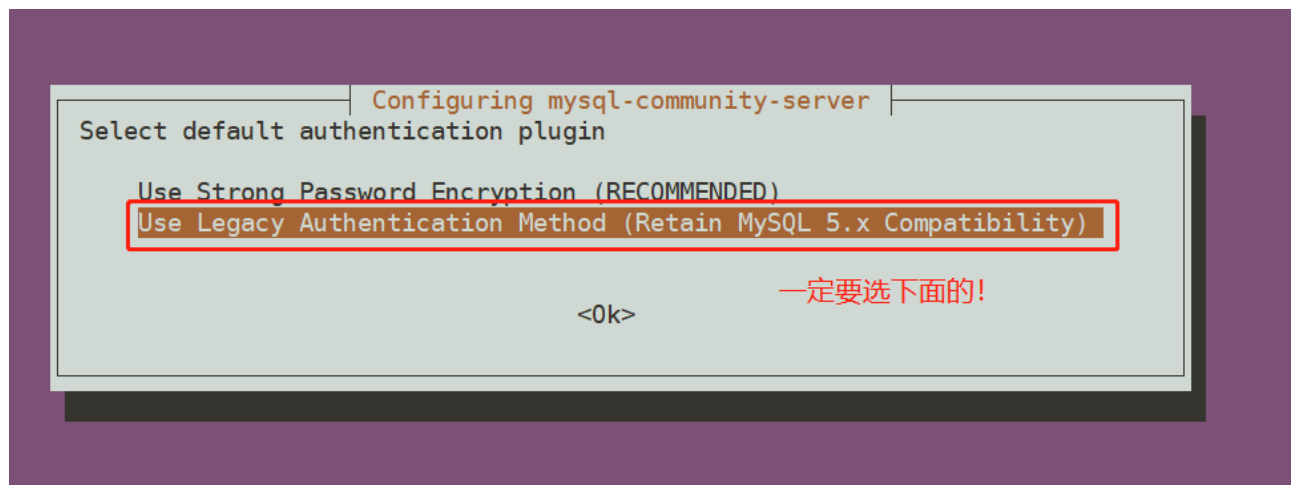 Configuring mysql-community-server
Select default authentication plugin
Use Strong Password Encryption (RECOMMENDED)
Use Legacy Authentication Method (Retain MySQL 5.x Compatibility)
一定要选下面的!
<Ok>